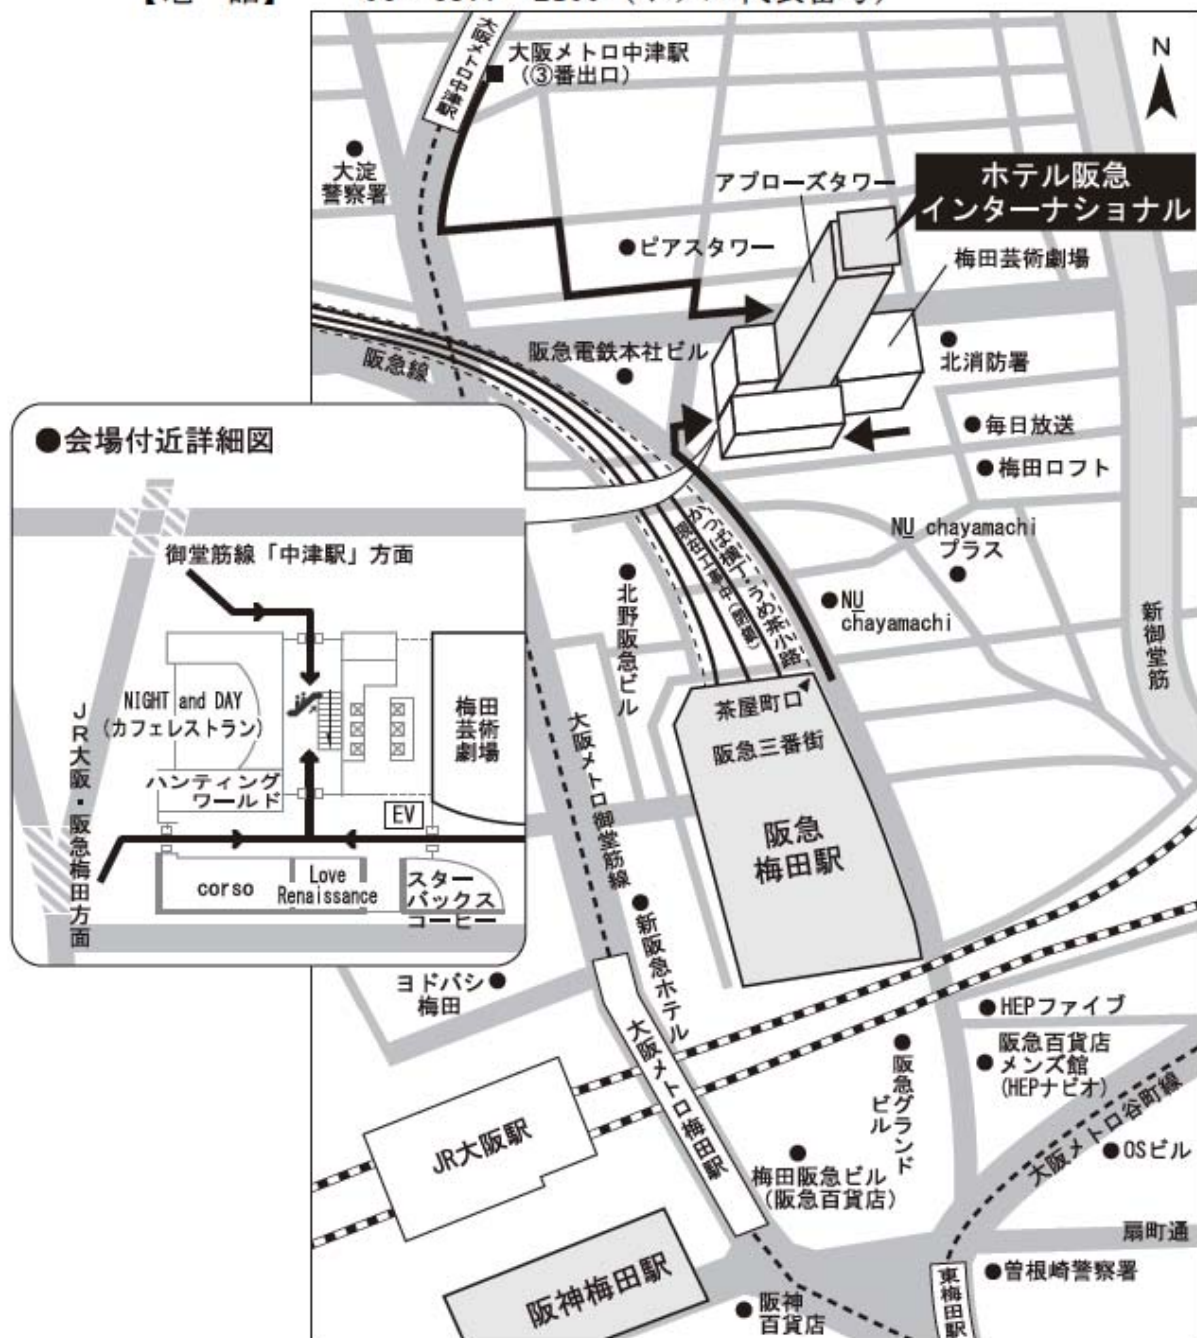 大阪メトロ中津駅
大阪メトロ中津駅
(③番出口)
N
大淀
警察署
アプローズタワー
ホテル阪急
インターナショナル
ピアスタワー
梅田芸術劇場
阪急電鉄本社ビル
北消防署
阪急線
毎日放送
梅田ロフト
NU chayamachi
プラス
かっぱ横丁・うめ茶小路
現在工事中(閉鎖)
NU
chayamachi
北野阪急ビル
新御堂筋
茶屋町口
阪急三番街
阪急
梅田駅
大阪メトロ御堂筋線
新阪急ホテル
●会場付近詳細図
御堂筋線「中津駅」方面
NIGHT and DAY
(カフェレストラン)
梅田
芸術
劇場
ハンティング
ワールド
EV
JR大阪・阪急梅田方面
corso
Love
Renaissance
スター
バックス
コーヒー
ヨドバシ
梅田
大阪メトロ梅田駅
HEPファイブ
阪急百貨店
メンズ館
(HEPナビオ)
阪急グランド
ビル
JR大阪駅
大阪メトロ谷町線
OSビル
梅田阪急ビル
(阪急百貨店)
扇町通
阪神梅田駅
曽根崎警察署
東梅田駅
阪神
百貨店